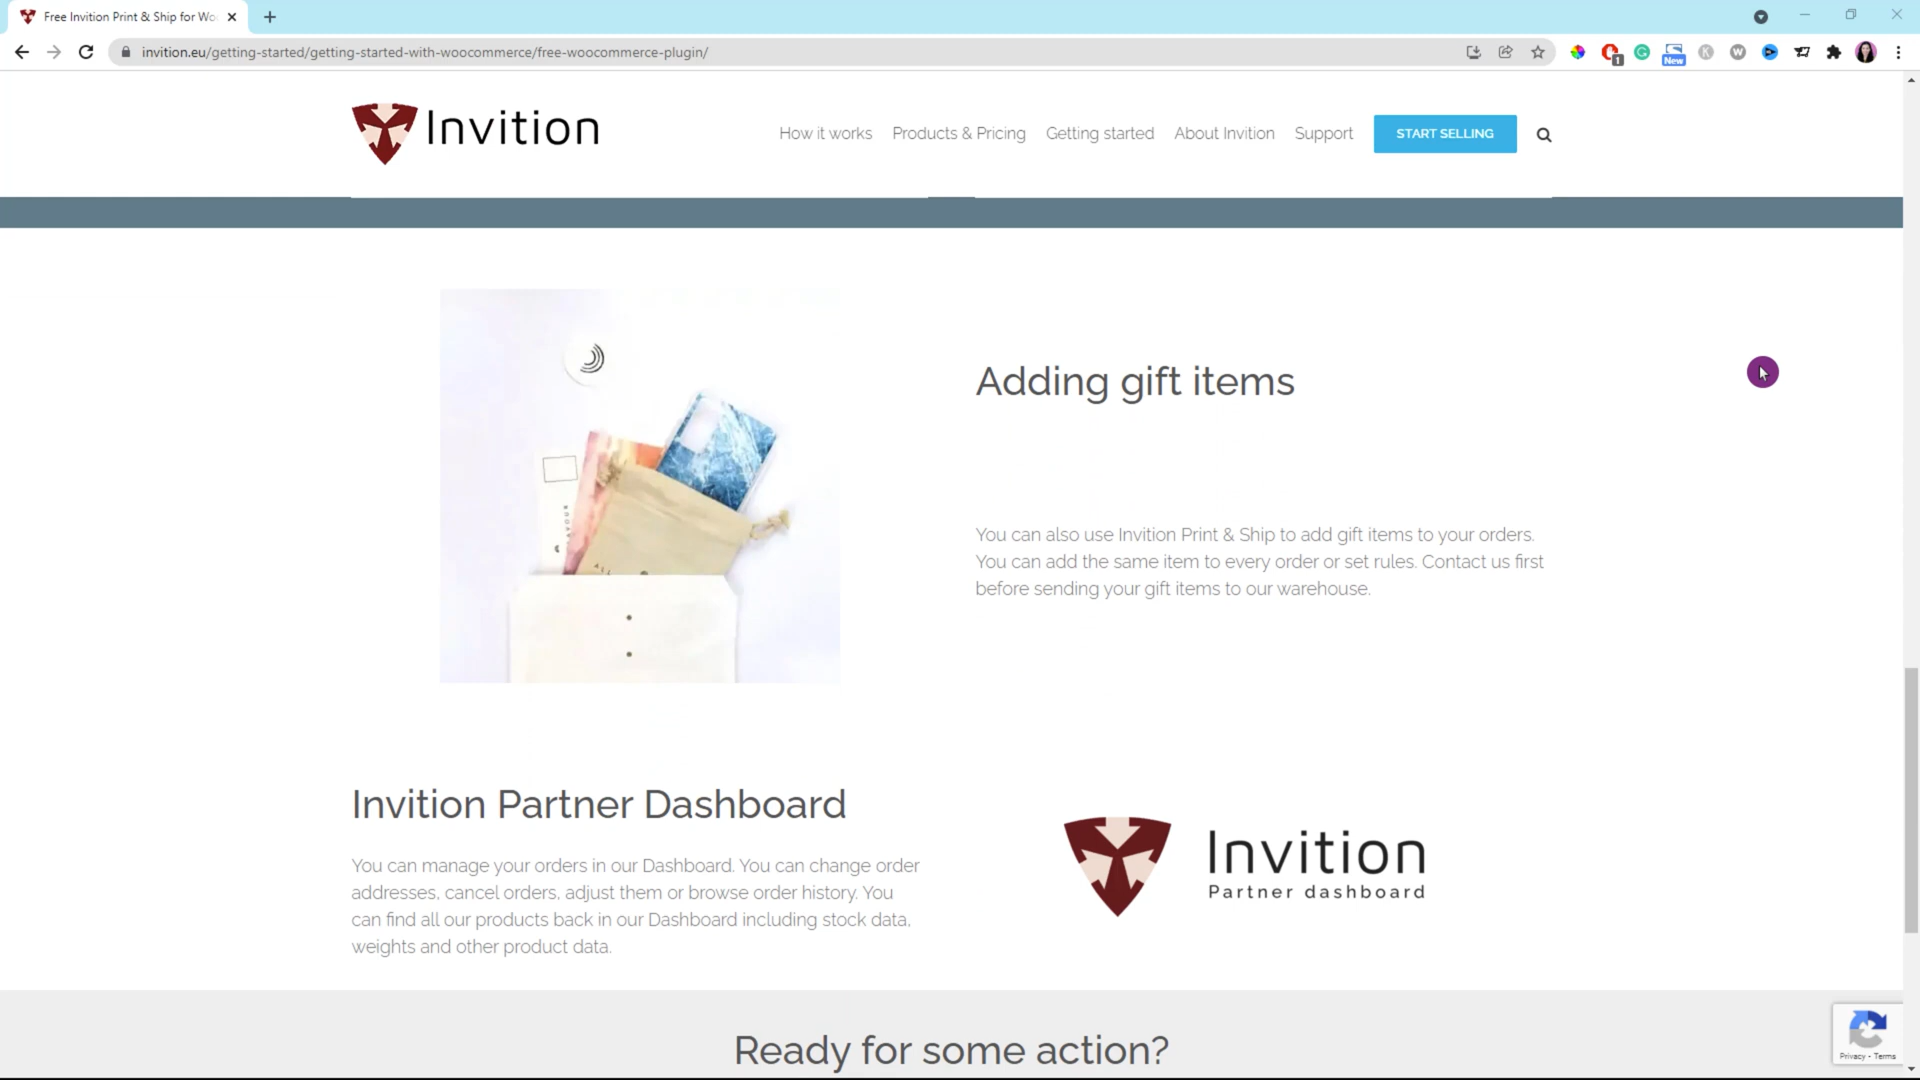 Free Invition Print & Ship for Wo
invition.eu/getting-started/getting-started-with-woocommerce/free-woocommerce-plugin/
1
New
K
W
Invition
How it works
Products & Pricing
Getting started
About Invition
Support
START SELLING
Adding gift items
You can also use Invition Print & Ship to add gift items to your orders.
You can add the same item to every order or set rules. Contact us first
before sending your gift items to our warehouse.
Invition Partner Dashboard
You can manage your orders in our Dashboard. You can change order
addresses, cancel orders, adjust them or browse order history. You
can find all our products back in our Dashboard including stock data,
weights and other product data.
Invition
Partner dashboard
Ready for some action?
Privacy - Terms